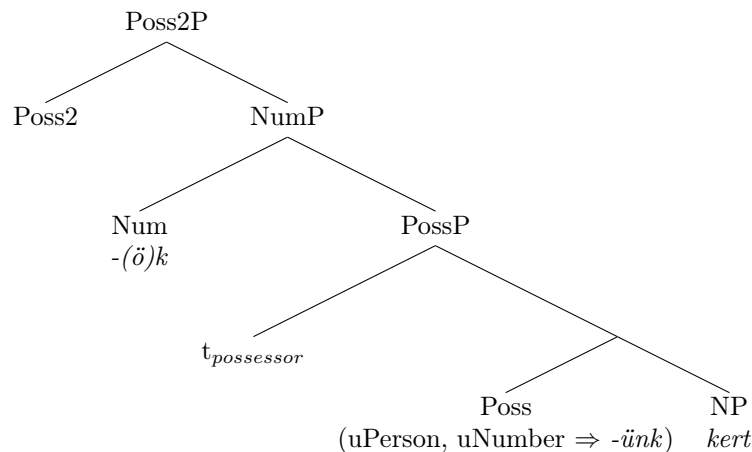 Poss2P
Poss2 NumP
Num PossP
-(ö)k
t_possessor
Poss NP
(uPerson, uNumber ⇒ -ünk) kert